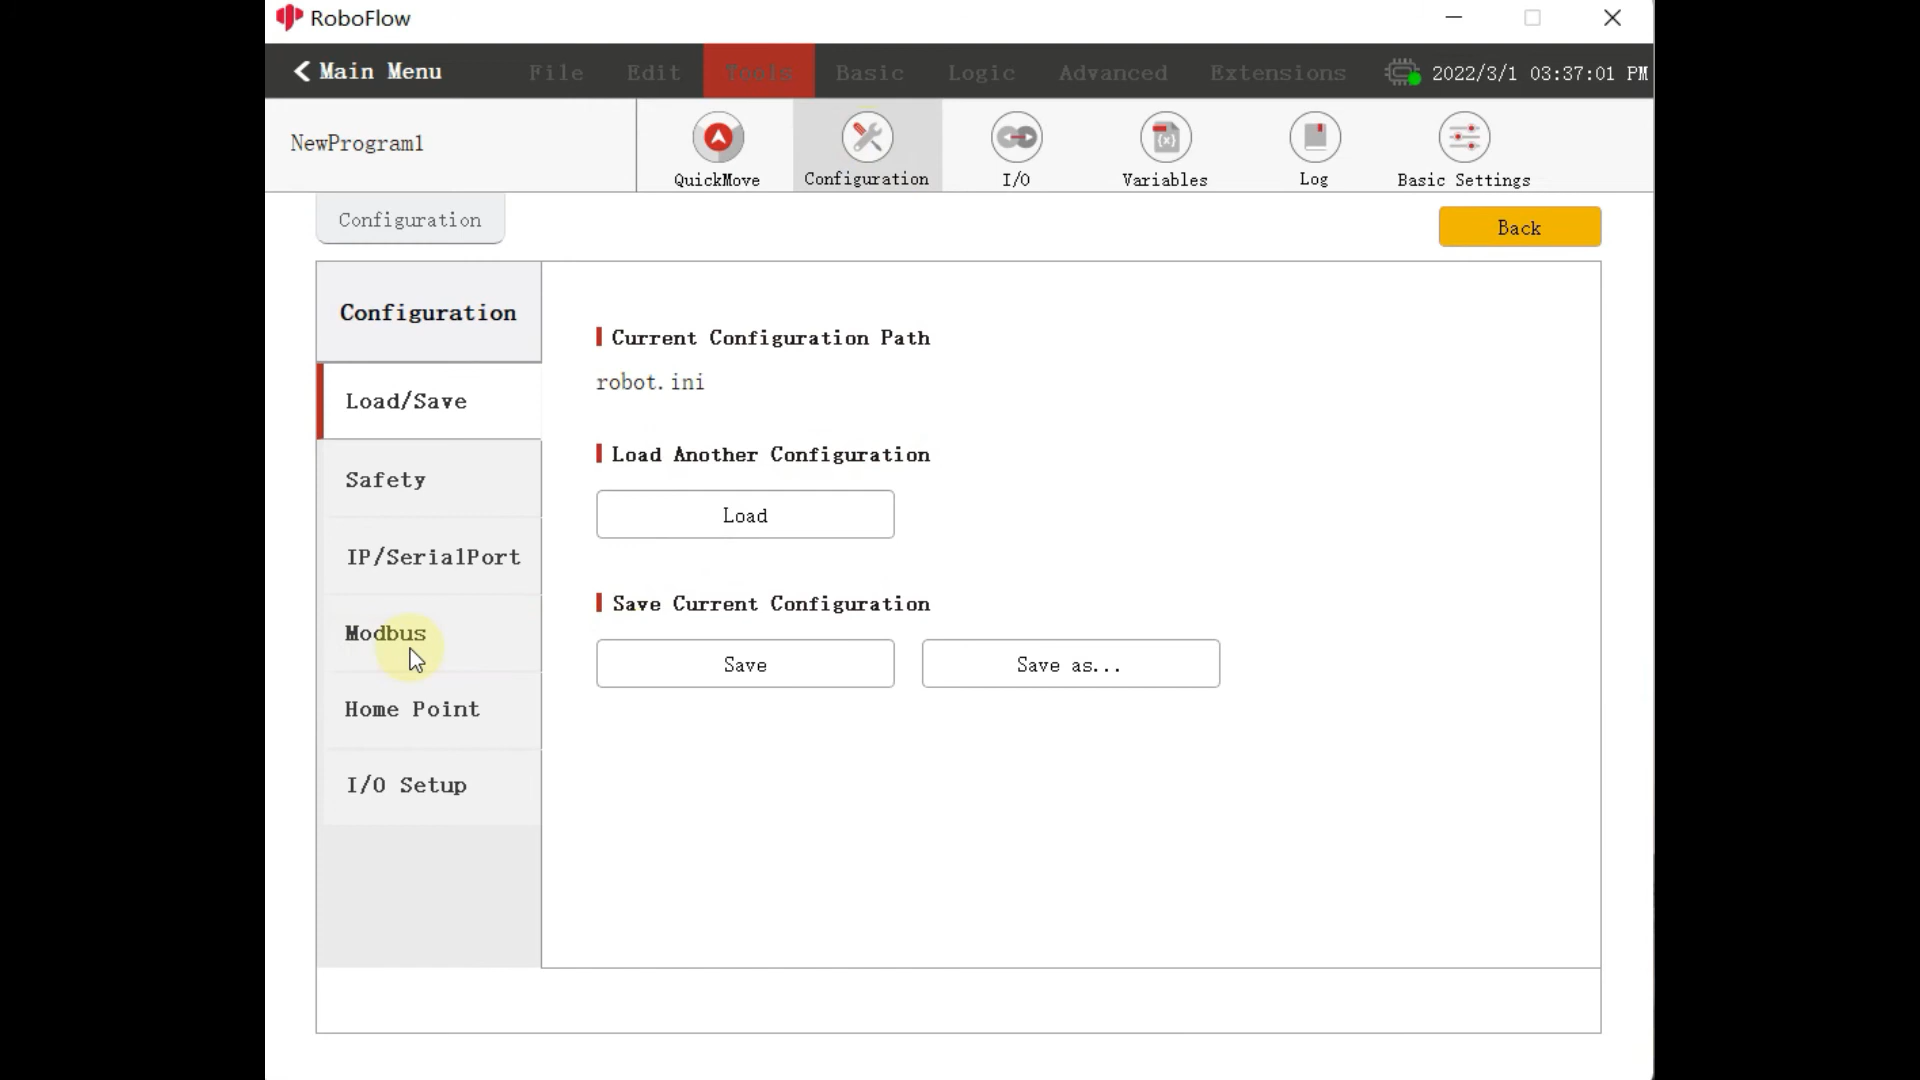 RoboFlow
Main Menu File Edit Tools Basic Logic Advanced Extensions 2022/3/1 03:37:01 PM
NewProgram1
QuickMove Configuration I/O Variables Log Basic Settings
Configuration
Back
Configuration
Load/Save
Safety
IP/SerialPort
Modbus
Home Point
I/O Setup
Current Configuration Path
robot.ini
Load Another Configuration
Load
Save Current Configuration
Save Save as...